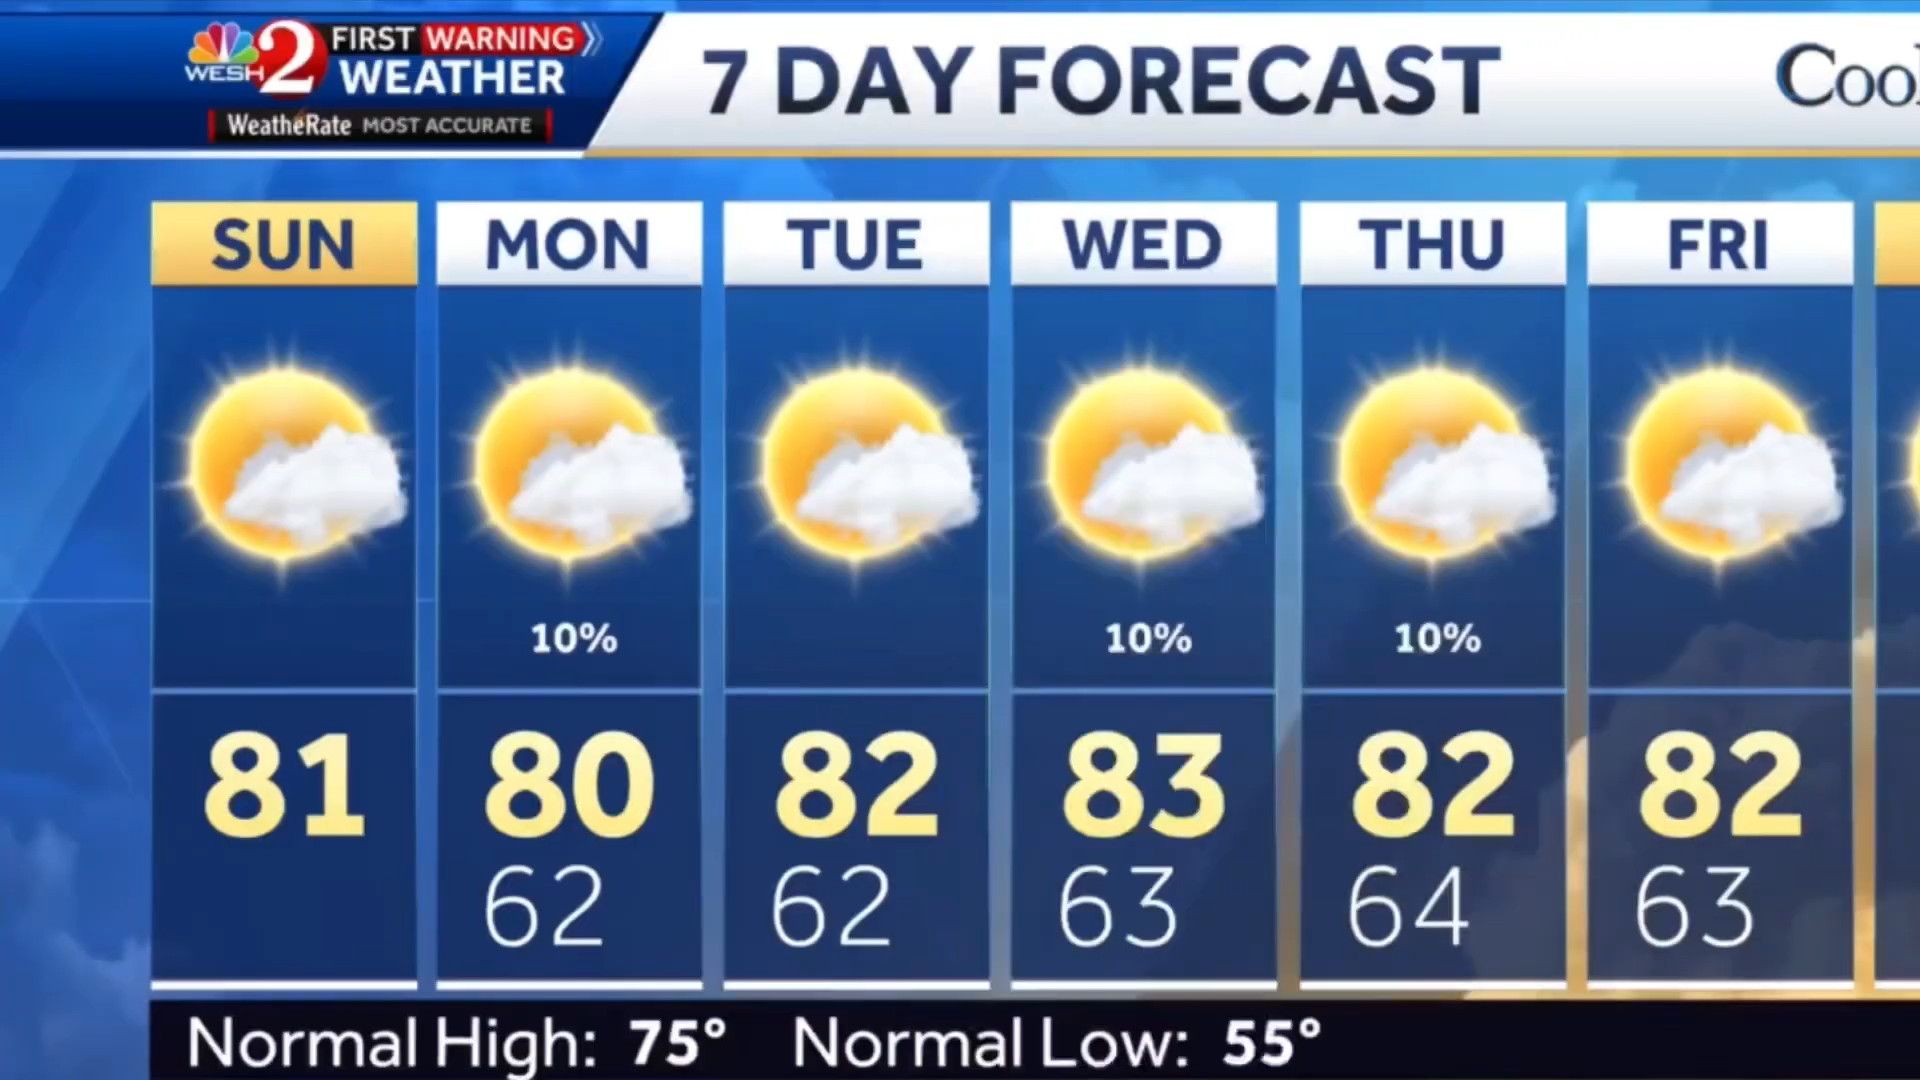 WESH 2 FIRST WARNING WEATHER
WeatheRate MOST ACCURATE
7 DAY FORECAST
SUN MON TUE WED THU FRI
10% 10% 10%
81 80 82 83 82 82
62 62 63 64 63
Normal High: 75° Normal Low: 55°